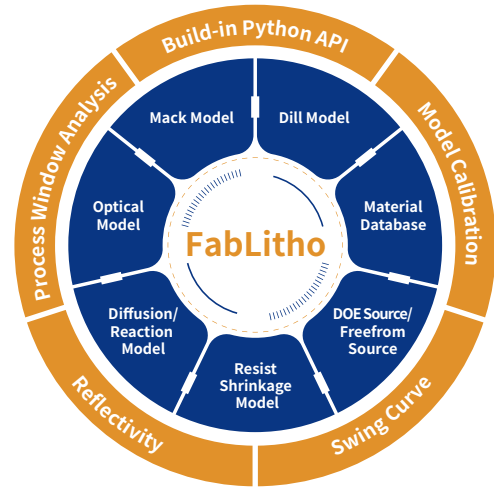 Build-in Python API
Model Calibration
Swing Curve
Reflectivity
Process Window Analysis
Mack Model
Dill Model
Material
Database
DOE Source/
Freefrom
Source
Resist
Shrinkage
Model
Diffusion/
Reaction
Model
Optical
Model
FabLitho